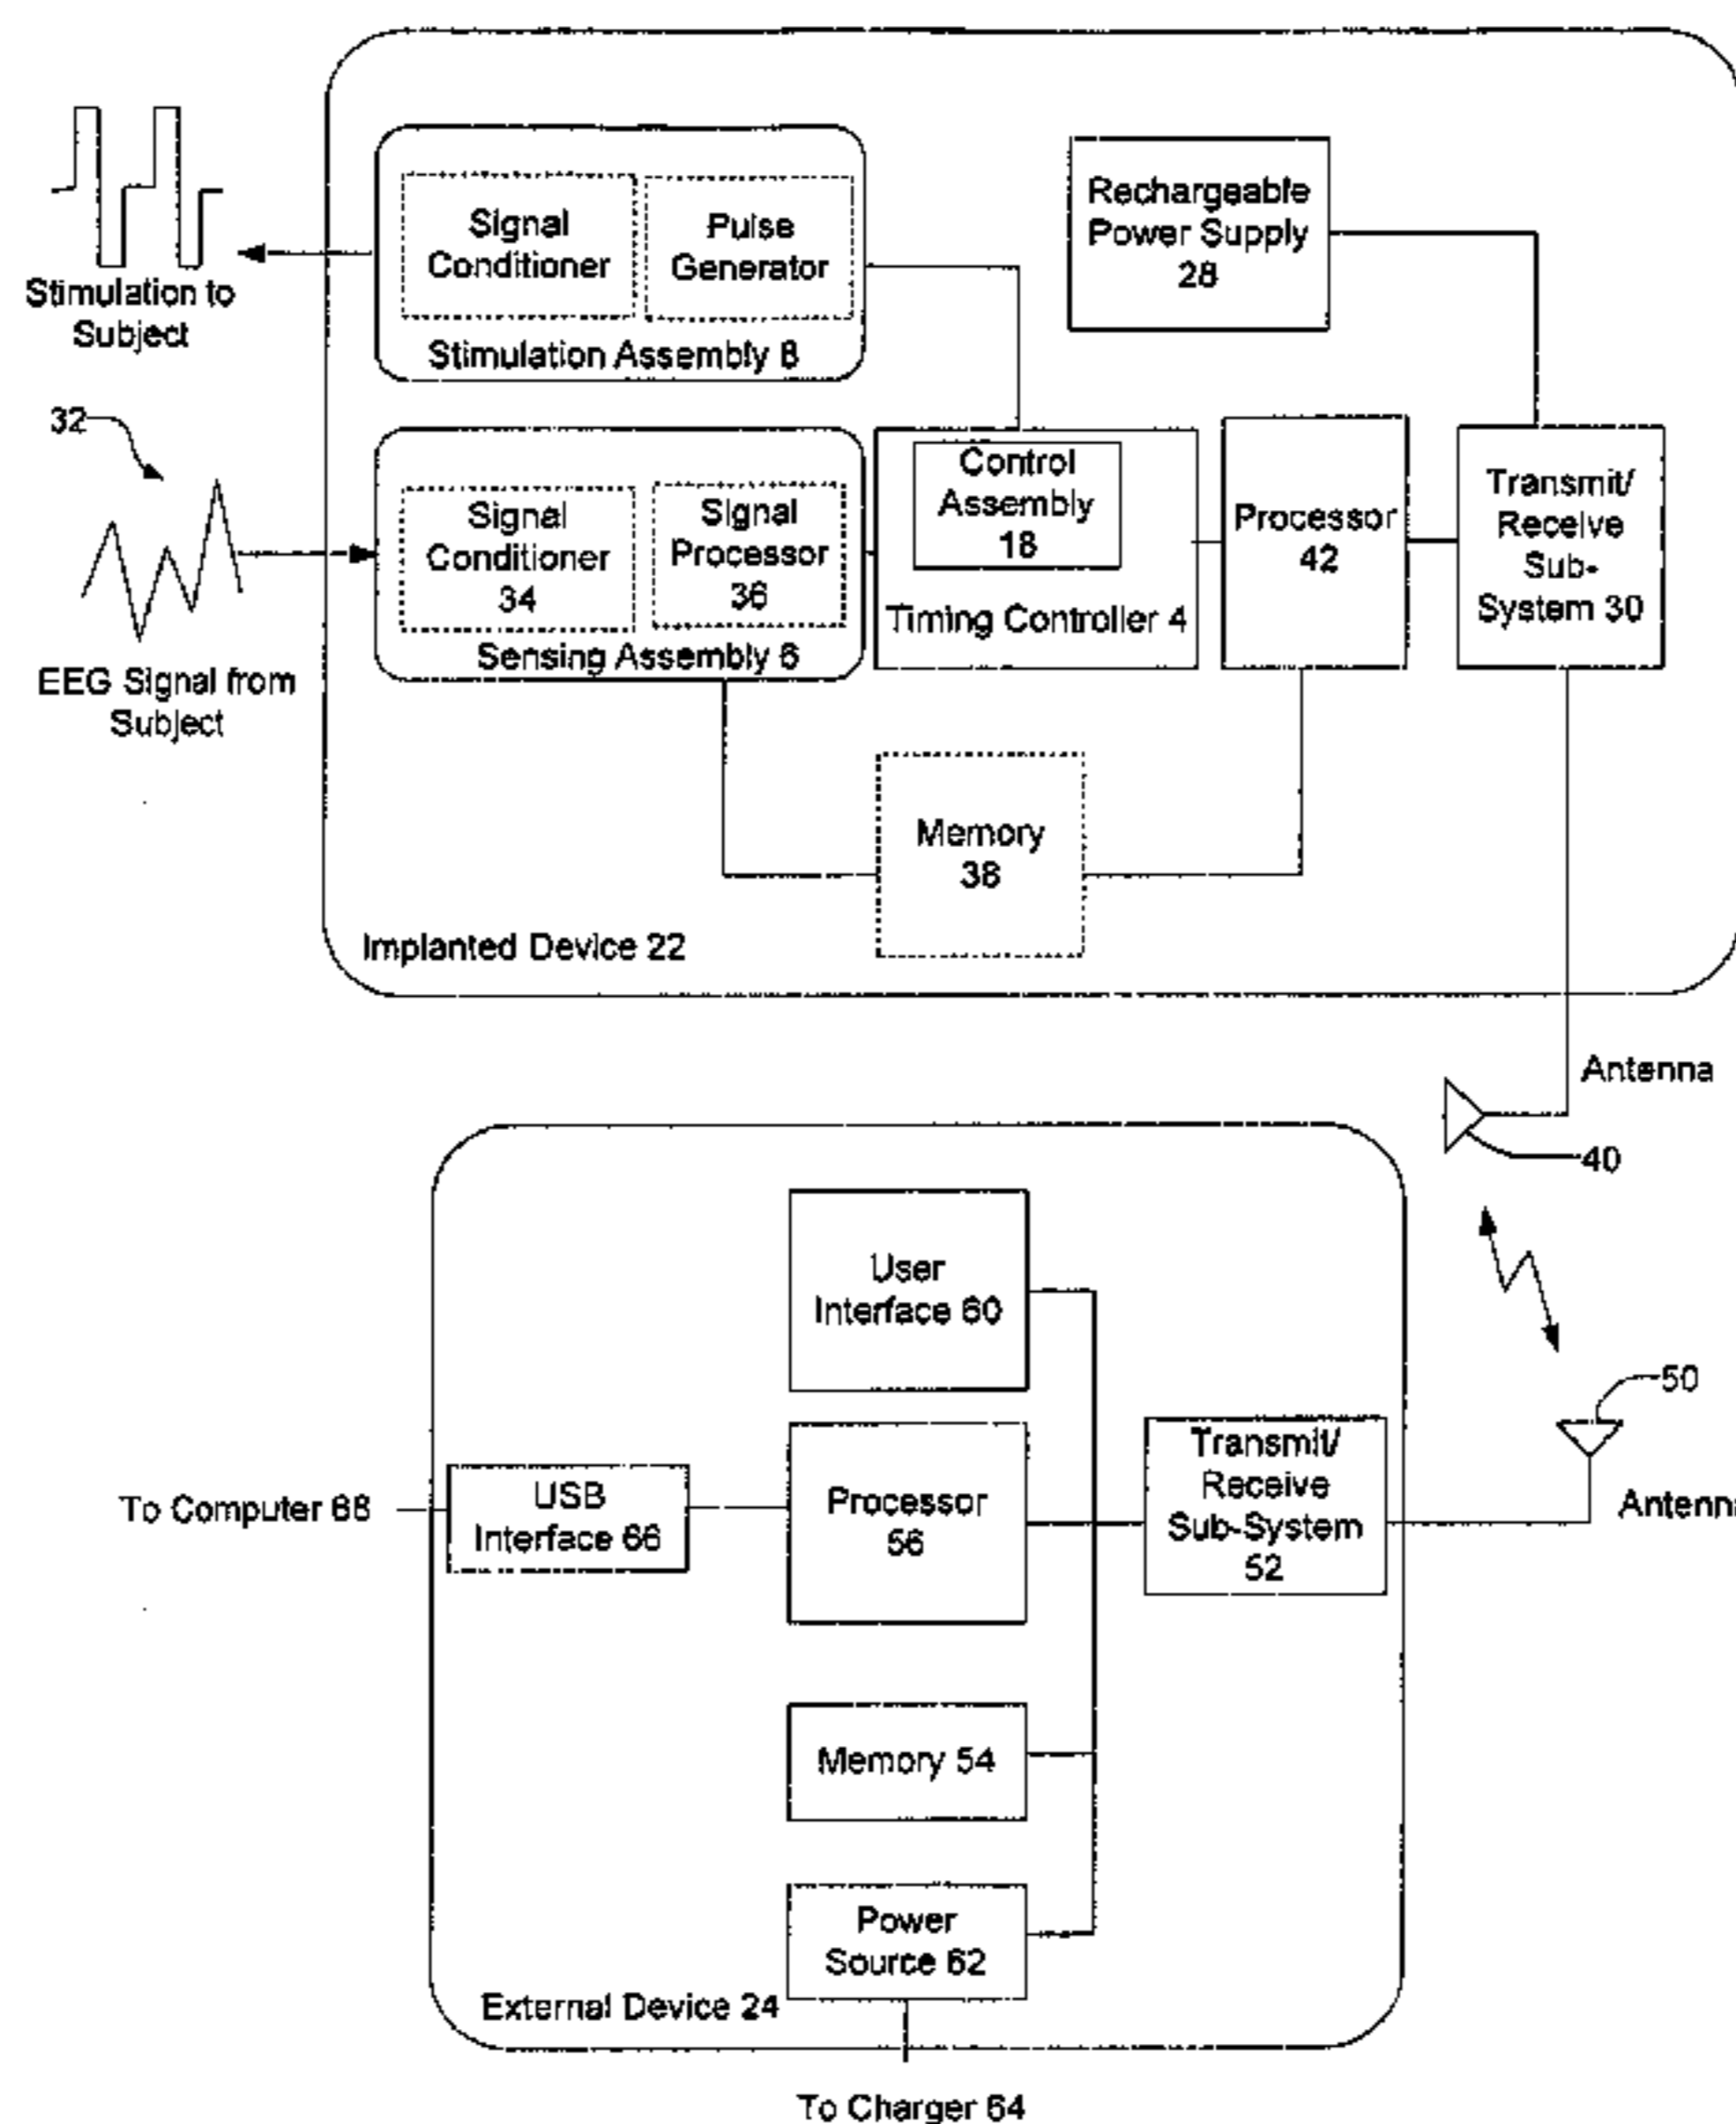 Signal
Conditioner
Pulse
Generator
Stimulation Assembly 8
Rechargeable
Power Supply
28
Stimulation to
Subject
32
Signal
Conditioner
34
Signal
Processor
36
Sensing Assembly 6
Control
Assembly
18
Timing Controller 4
Processor
42
Transmit/
Receive
Sub-
System 30
EEG Signal from
Subject
Memory
38
Implanted Device 22
Antenna
40
User
Interface 60
50
Transmit/
Receive
Sub-System
52
Antenna
To Computer 68
USB
Interface 66
Processor
56
Memory 54
Power
Source 62
External Device 24
To Charger 64